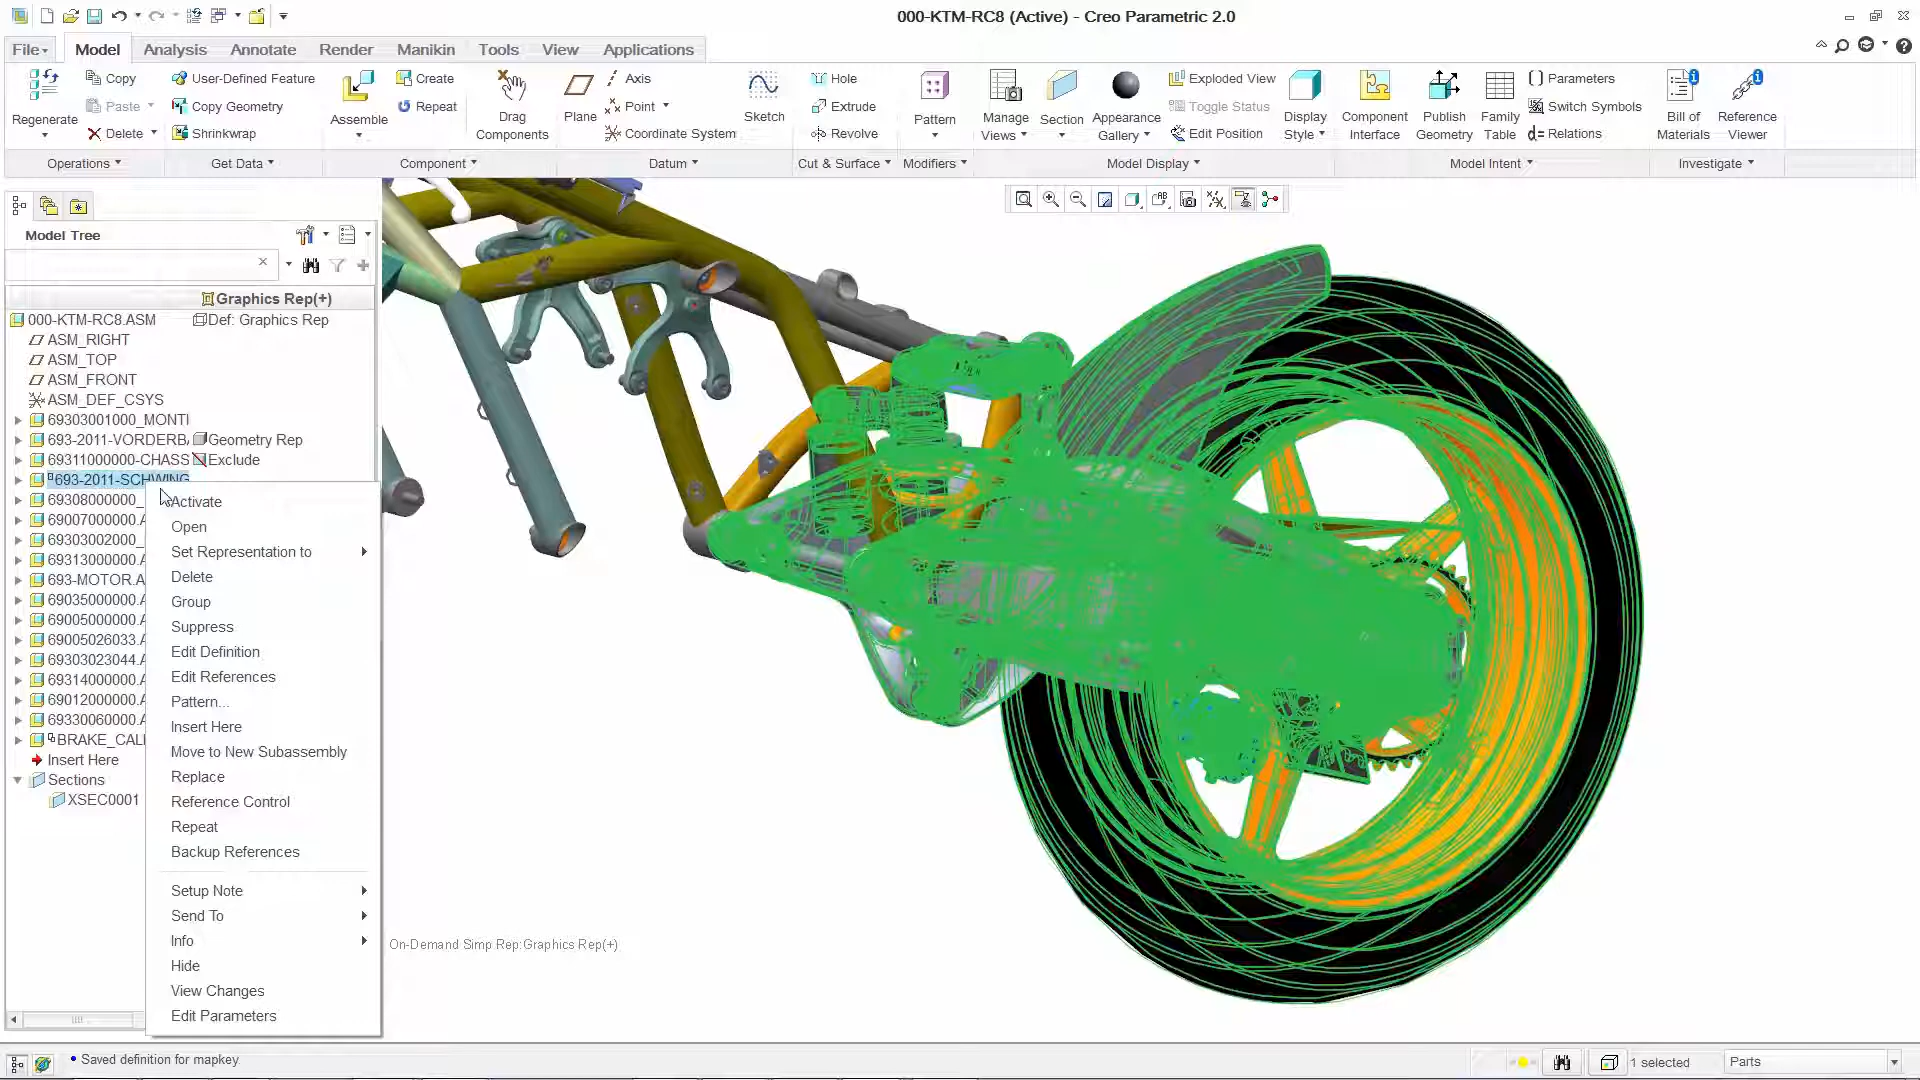 000-KTM-RC8 (Active) - Creo Parametric 2.0
File Model Analysis Annotate Render Manikin Tools View Applications
Regenerate
Copy
Paste
Delete
User-Defined Feature
Copy Geometry
Shrinkwrap
Assemble
Create
Repeat
Drag
Components
Plane
Axis
Point
Coordinate System
Sketch
Hole
Extrude
Revolve
Pattern
Manage
Views
Section
Appearance
Gallery
Exploded View
Toggle Status
Edit Position
Display
Style
Component
Interface
Publish
Geometry
Family
Table
Parameters
Switch Symbols
Relations
Bill of
Materials
Reference
Viewer
Operations Get Data Component Datum Cut & Surface Modifiers Model Display Model Intent Investigate
Model Tree
Graphics Rep(+)
000-KTM-RC8.ASM Def: Graphics Rep
ASM_RIGHT
ASM_TOP
ASM_FRONT
ASM_DEF_CSYS
69303001000_MONTI
693-2011-VORDERB Geometry Rep
69311000000-CHASS Exclude
693-2011-SCHWING
69308000000_
69007000000.A
69303002000_
69313000000.A
693-MOTOR.A
69035000000.A
69005000000.A
69005026033.A
69303023044.A
69314000000.A
69012000000.A
69330060000.A
BRAKE_CALI
Insert Here
Sections
XSEC0001
Activate
Open
Set Representation to
Delete
Group
Suppress
Edit Definition
Edit References
Pattern...
Insert Here
Move to New Subassembly
Replace
Reference Control
Repeat
Backup References
Setup Note
Send To
Info
Hide
View Changes
Edit Parameters
On-Demand Simp Rep:Graphics Rep(+)
Saved definition for mapkey.
1 selected
Parts